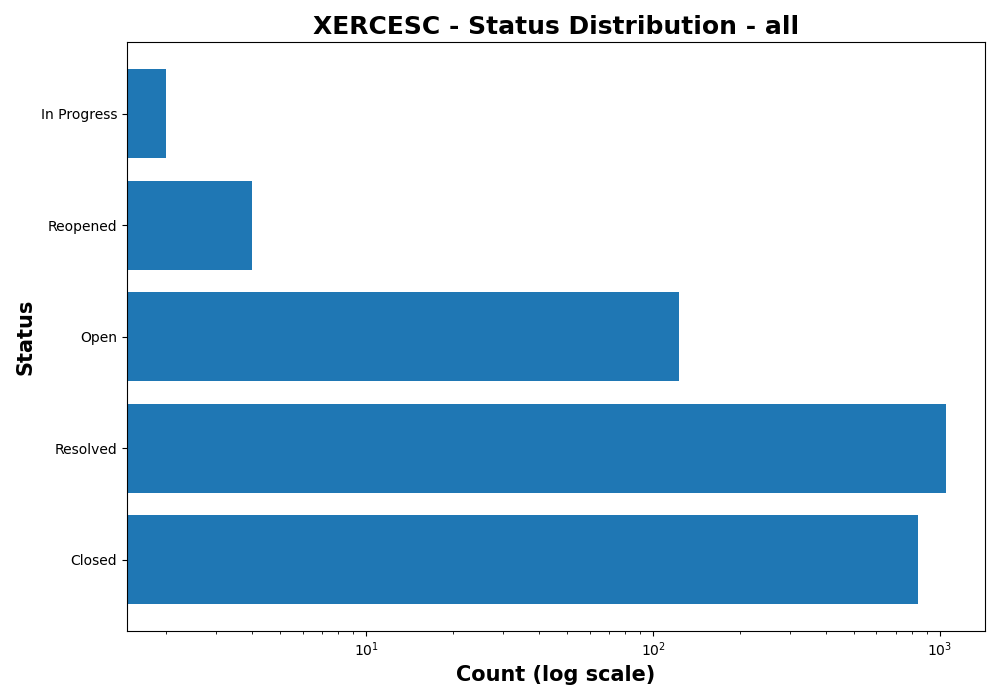 XERCESC - Status Distribution - all
In Progress
Reopened
Open
Resolved
Closed
Status
10¹ 10² 10³
Count (log scale)